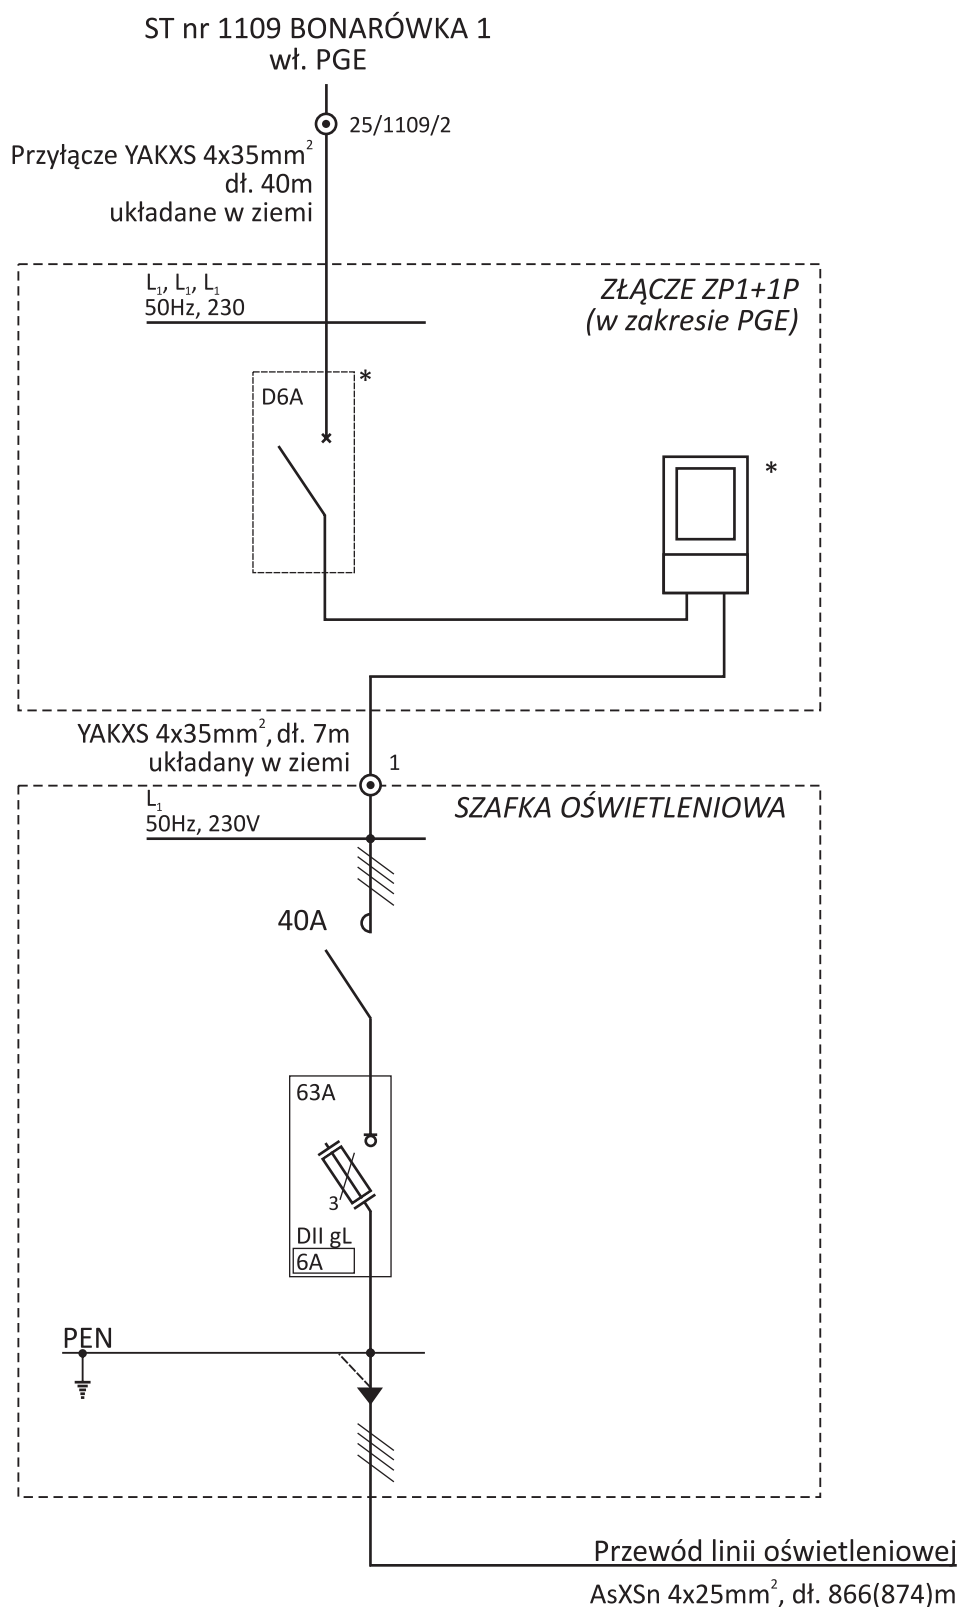 ST nr 1109 BONARÓWKA 1
wł. PGE
25/1109/2
Przyłącze YAKXS 4x35mm²
dł. 40m
układane w ziemi
L₁, L₁, L₁
50Hz, 230
ZŁĄCZE ZP1+1P
(w zakresie PGE)
D6A
*
*
YAKXS 4x35mm², dł. 7m
układany w ziemi
1
L₁
50Hz, 230V
SZAFKA OŚWIETLENIOWA
40A
63A
3
DII gL
6A
PEN
Przewód linii oświetleniowej
AsXSn 4x25mm², dł. 866(874)m